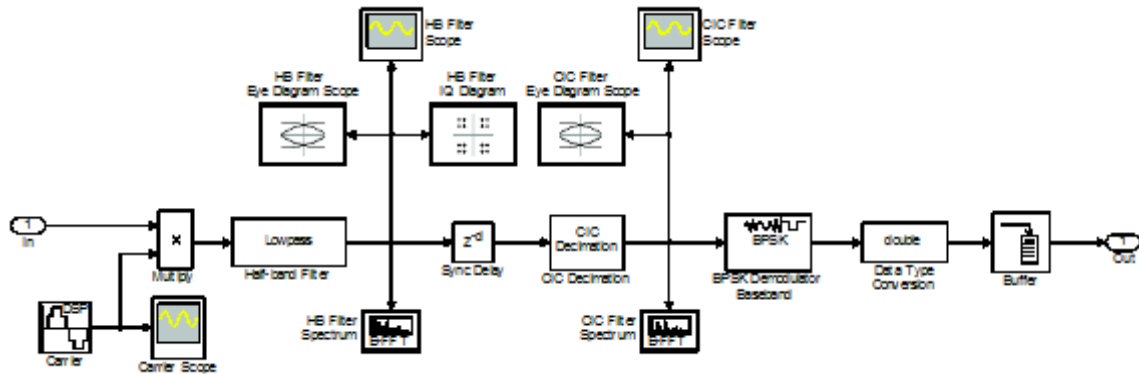 HB Filter
Scope
CIC Filter
Scope
HB Filter
Eye Diagram Scope
HB Filter
IQ Diagram
CIC Filter
Eye Diagram Scope
1
In
×
Multiply
Lowpass
Half-band Filter
Z-d
Sync Delay
CIC
Decimation
CIC Decimation
BPSK
BPSK Demodulator
Baseband
double
Data Type
Conversion
Buffer
1
Out
DSP
Carrier
Carrier Scope
HB Filter
Spectrum
B-FFT
CIC Filter
Spectrum
B-FFT